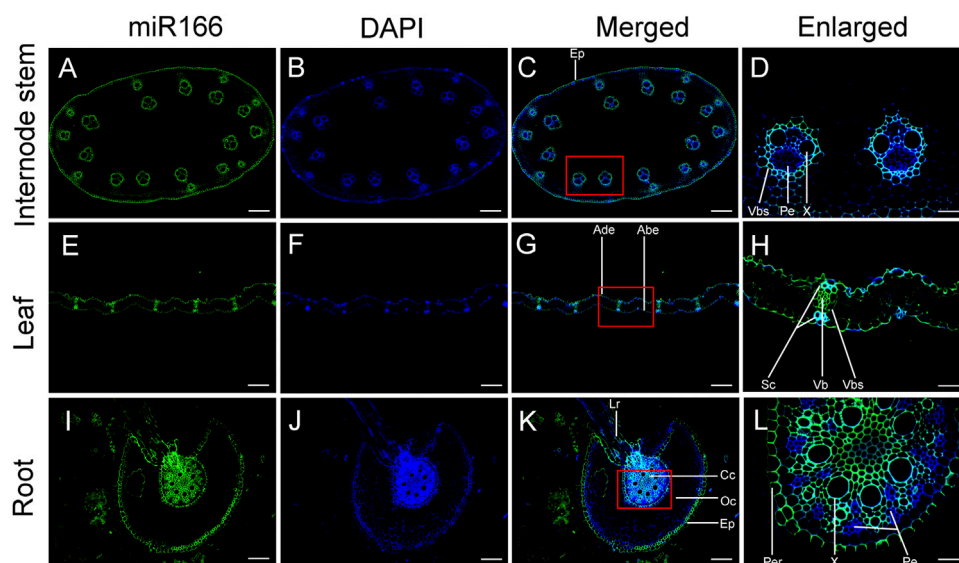 miR166 DAPI Merged Enlarged
Internode stem
A B C D
Ep
Vbs Pe X
Leaf
E F G H
Ade Abe
Sc Vb Vbs
Root
I J K L
Lr
Cc
Oc
Ep
Per X Pe